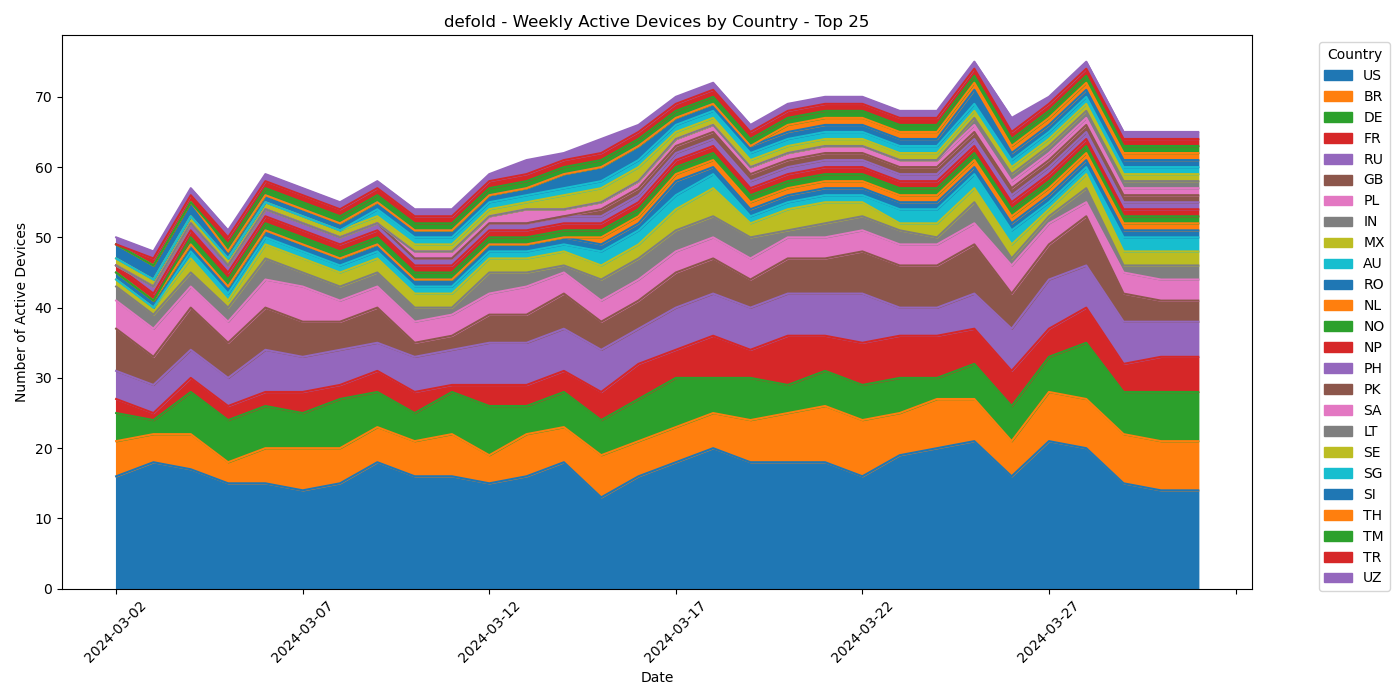 defold - Weekly Active Devices by Country - Top 25
Number of Active Devices
70
60
50
40
30
20
10
0
2024-03-02
2024-03-07
2024-03-12
2024-03-17
2024-03-22
2024-03-27
Date
Country
US
BR
DE
FR
RU
GB
PL
IN
MX
AU
RO
NL
NO
NP
PH
PK
SA
LT
SE
SG
SI
TH
TM
TR
UZ